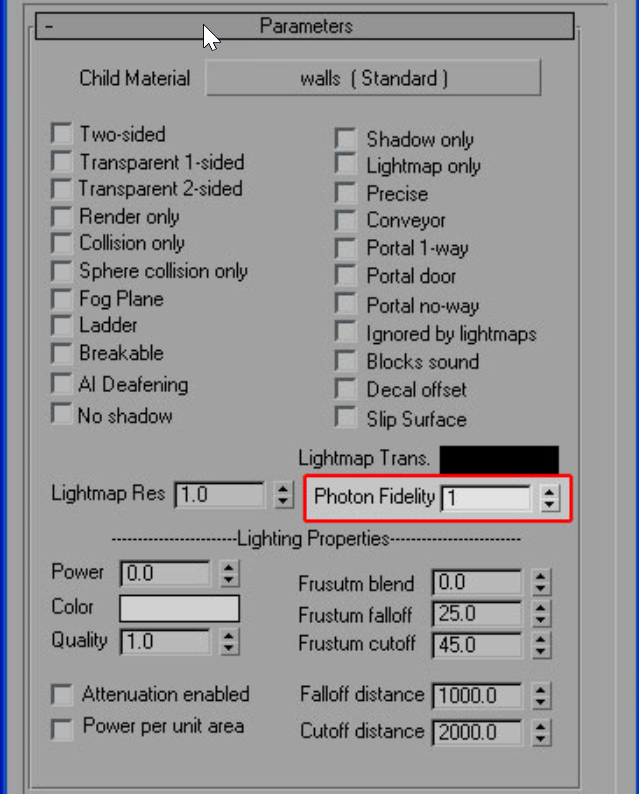 - Parameters
Child Material walls ( Standard )
Two-sided
Transparent 1-sided
Transparent 2-sided
Render only
Collision only
Sphere collision only
Fog Plane
Ladder
Breakable
AI Deafening
No shadow
Shadow only
Lightmap only
Precise
Conveyor
Portal 1-way
Portal door
Portal no-way
Ignored by lightmaps
Blocks sound
Decal offset
Slip Surface
Lightmap Trans.
Lightmap Res 1.0
Photon Fidelity 1
-----------------------Lighting Properties------------------------
Power 0.0
Color
Quality 1.0
Frusutm blend 0.0
Frustum falloff 25.0
Frustum cutoff 45.0
Attenuation enabled
Power per unit area
Falloff distance 1000.0
Cutoff distance 2000.0